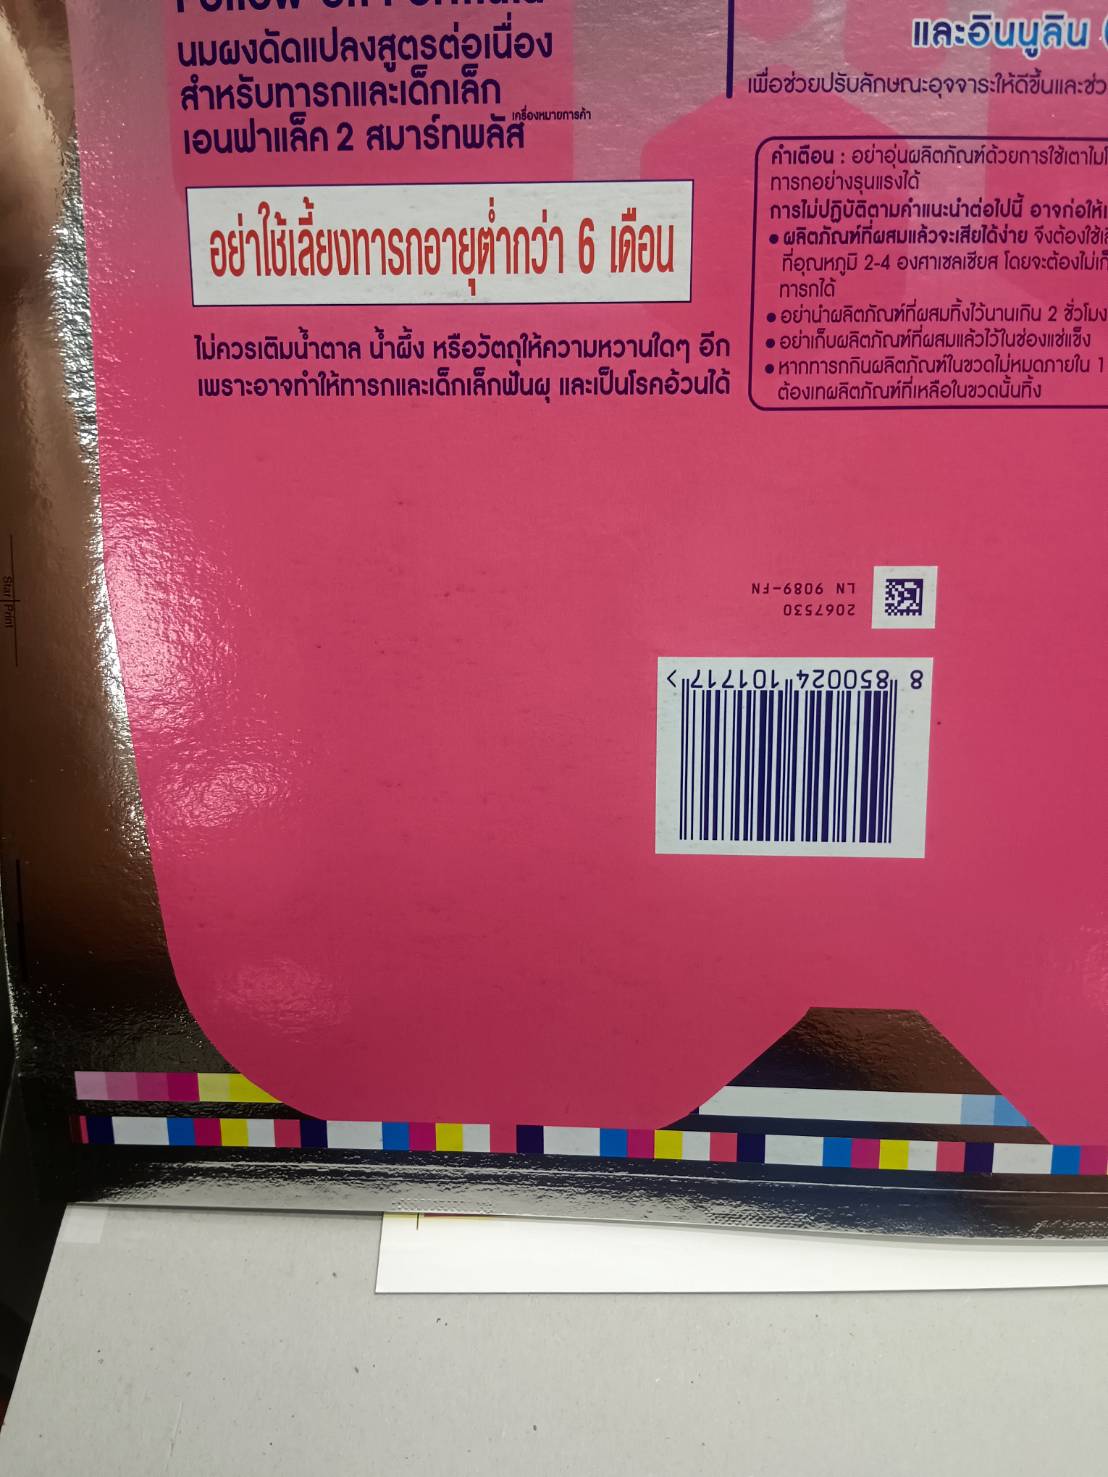 Follow-on Formula
นมผงดัดแปลงสูตรต่อเนื่อง
สำหรับทารกและเด็กเล็ก
เอนฟาแล็ค 2 สมาร์ทพลัส เครื่องหมายการค้า
อย่าใช้เลี้ยงทารกอายุต่ำกว่า 6 เดือน
ไม่ควรเติมน้ำตาล น้ำผึ้ง หรือวัตถุให้ความหวานใดๆ อีก
เพราะอาจทำให้ทารกและเด็กเล็กฟันผุ และเป็นโรคอ้วนได้
และอินนูลิน
เพื่อช่วยปรับลักษณะอุจจาระให้ดีขึ้นและช่ว
คำเตือน : อย่าอุ่นผลิตภัณฑ์ด้วยการใช้เตาไมโ
ทารกอย่างรุนแรงได้
การไม่ปฏิบัติตามคำแนะนำต่อไปนี้ อาจก่อให้เ
• ผลิตภัณฑ์ที่ผสมแล้วจะเสียได้ง่าย จึงต้องใช้เ
ที่อุณหภูมิ 2-4 องศาเซลเซียส โดยจะต้องไม่เก็
ทารกได้
• อย่านำผลิตภัณฑ์ที่ผสมทิ้งไว้นานเกิน 2 ชั่วโมง
• อย่าเก็บผลิตภัณฑ์ที่ผสมแล้วไว้ในช่องแช่แข็ง
• หากทารกกินผลิตภัณฑ์ในขวดไม่หมดภายใน 1
ต้องเทผลิตภัณฑ์ที่เหลือในขวดนั้นทิ้ง
2067530
LN 9089-FN
8 850024 101717 >
Star Print